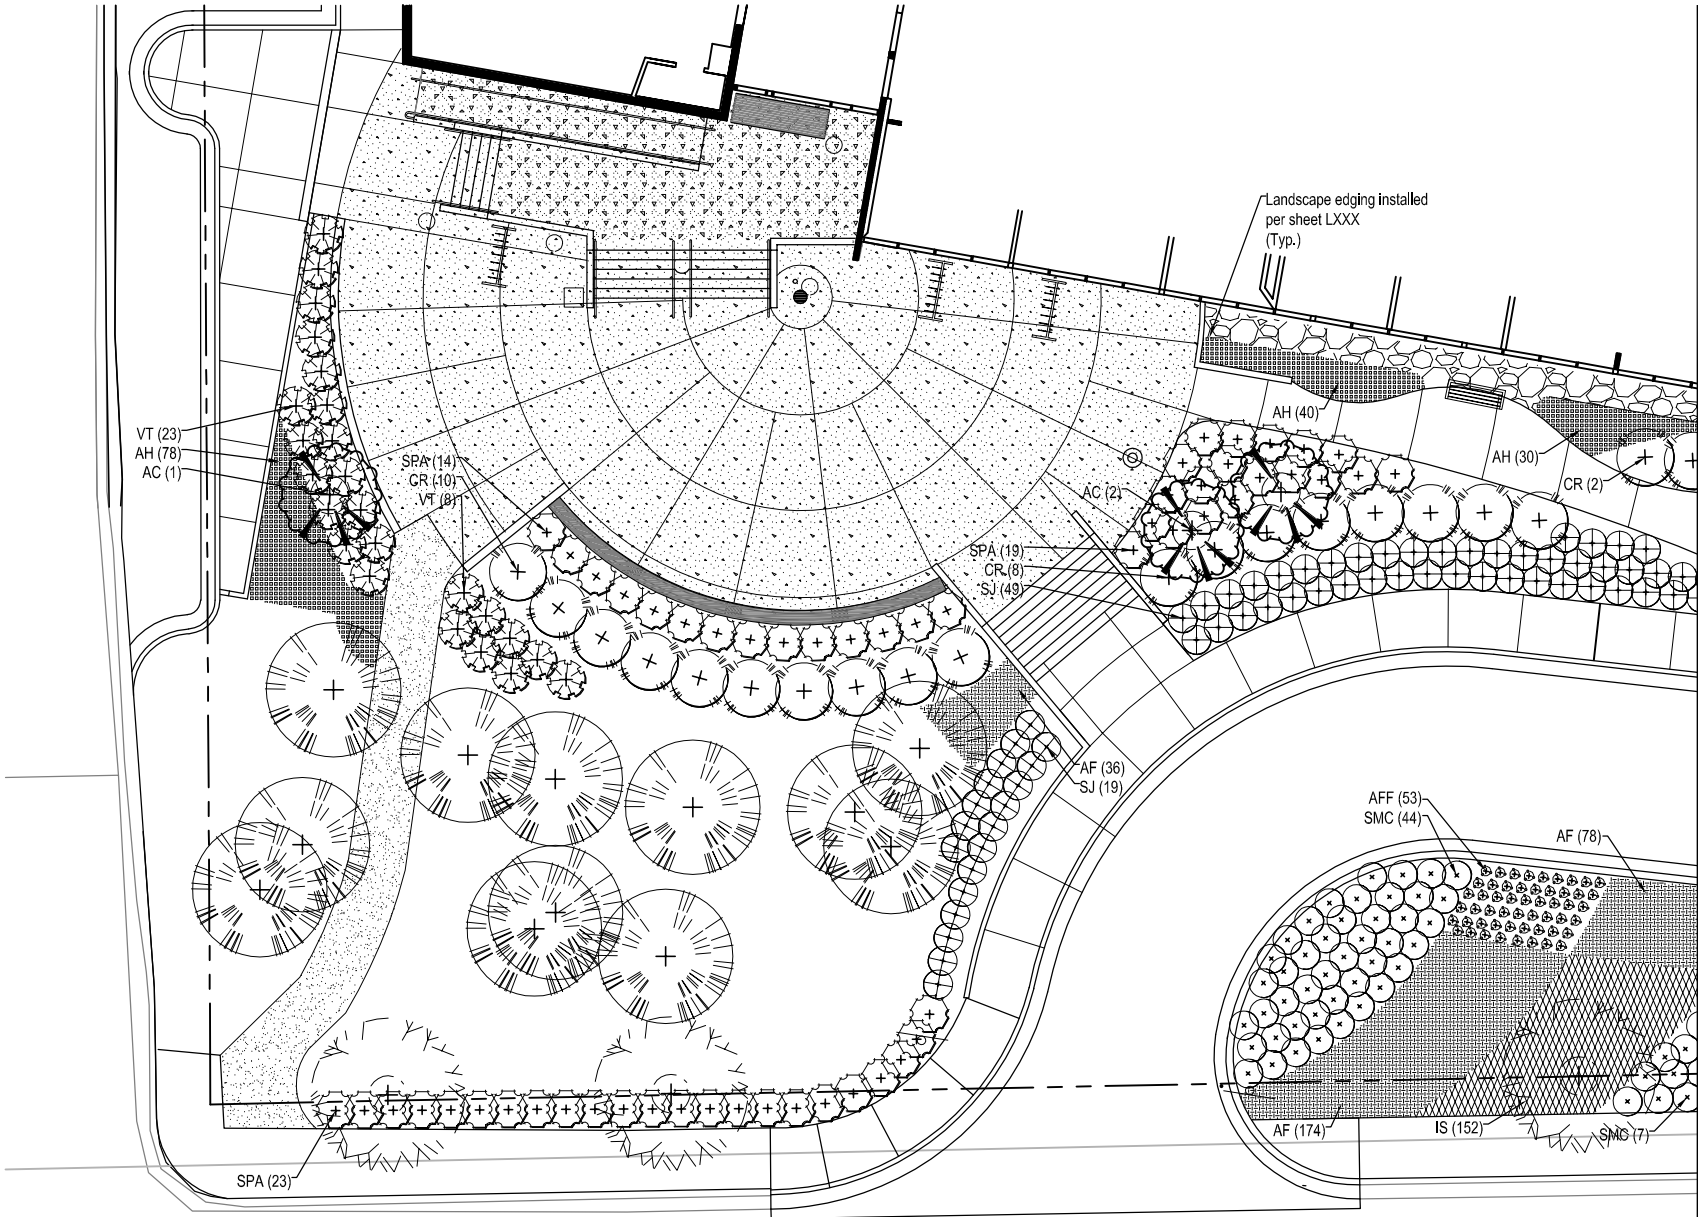 Landscape edging installed
per sheet LXXX
(Typ.)
AH (40)
VT (23)
AH (78)
AC (1)
SPA (14)
CR (10)
VT (8)
AH (30)
CR (2)
AC (2)
SPA (19)
CR (8)
SJ (49)
AF (36)
SJ (19)
AFF (53)
SMC (44)
AF (78)
AF (174)
IS (152)
SMC (7)
SPA (23)